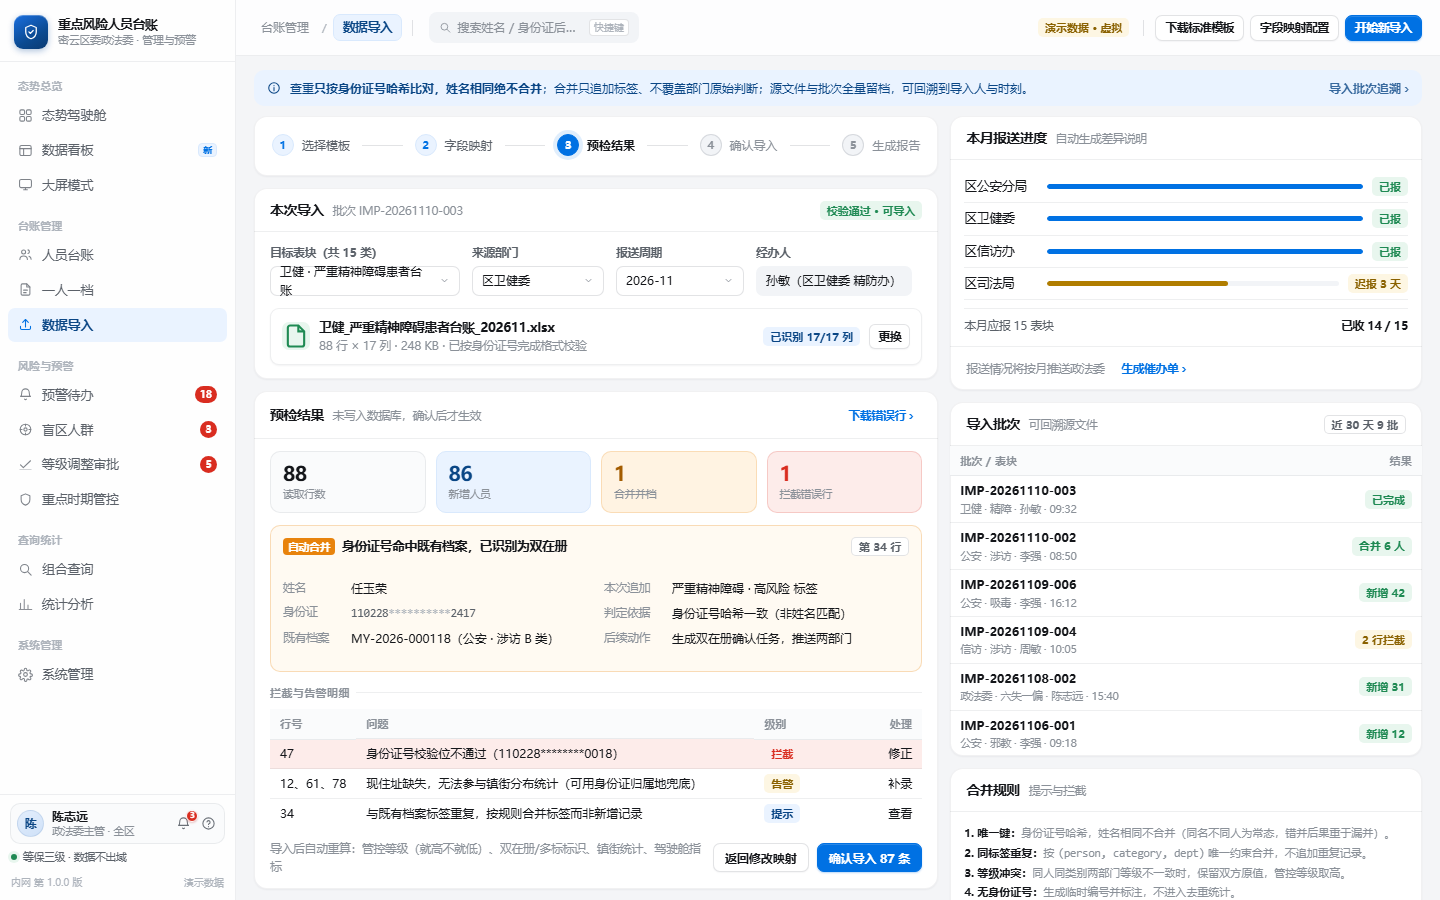 重点风险人员台账
密云区委政法委 · 管理与预警
态势总览
态势驾驶舱
数据看板
新
大屏模式
台账管理
人员台账
一人一档
数据导入
风险与预警
预警待办
18
盲区人群
3
等级调整审批
5
重点时期管控
查询统计
组合查询
统计分析
系统管理
系统管理
陈
陈志远
政法委主管 · 全区
3
等保三级 · 数据不出域
内网 第 1.0.0 版
演示数据
台账管理 / 数据导入
搜索姓名 / 身份证后...
快捷键
演示数据 • 虚拟
下载标准模板
字段映射配置
开始新导入
查重只按身份证号哈希比对，姓名相同绝不合并；合并只追加标签、不覆盖部门原始判断；源文件与批次全量留档，可回溯到导入人与时刻。
导入批次追溯 ›
1 选择模板
2 字段映射
3 预检结果
4 确认导入
5 生成报告
本次导入 批次 IMP-20261110-003
校验通过 • 可导入
目标表块（共 15 类）
卫健 · 严重精神障碍患者台账
来源部门
区卫健委
报送周期
2026-11
经办人
孙敏（区卫健委 精防办）
卫健_严重精神障碍患者台账_202611.xlsx
88 行 × 17 列 · 248 KB · 已按身份证号完成格式校验
已识别 17/17 列
更换
预检结果 未写入数据库，确认后才生效
下载错误行 ›
88
读取行数
86
新增人员
1
合并并档
1
拦截错误行
自动合并 身份证号命中既有档案，已识别为双在册
第 34 行
姓名 任玉荣
本次追加 严重精神障碍 · 高风险 标签
身份证 110228**********2417
判定依据 身份证号哈希一致（非姓名匹配）
既有档案 MY-2026-000118（公安 · 涉访 B 类）
后续动作 生成双在册确认任务，推送两部门
拦截与告警明细
行号 问题 级别 处理
47 身份证号校验位不通过（110228********0018） 拦截 修正
12、61、78 现住址缺失，无法参与镇街分布统计（可用身份证归属地兜底） 告警 补录
34 与既有档案标签重复，按规则合并标签而非新增记录 提示 查看
导入后自动重算：管控等级（就高不就低）、双在册/多标标识、镇街统计、驾驶舱指标
返回修改映射
确认导入 87 条
本月报送进度 自动生成差异说明
区公安分局 已报
区卫健委 已报
区信访办 已报
区司法局 迟报 3 天
本月应报 15 表块 已收 14 / 15
报送情况将按月推送政法委 生成催办单 ›
导入批次 可回溯源文件
近 30 天 9 批
批次 / 表块 结果
IMP-20261110-003
卫健 · 精障 · 孙敏 · 09:32
已完成
IMP-20261110-002
公安 · 涉访 · 李强 · 08:50
合并 6 人
IMP-20261109-006
公安 · 吸毒 · 李强 · 16:12
新增 42
IMP-20261109-004
信访 · 涉访 · 周敏 · 10:05
2 行拦截
IMP-20261108-002
政法委 · 六失一偏 · 陈志远 · 15:40
新增 31
IMP-20261106-001
公安 · 邪教 · 李强 · 09:18
新增 12
合并规则 提示与拦截
1. 唯一键：身份证号哈希，姓名相同不合并（同名不同人为常态，错并后果重于漏并）。
2. 同标签重复：按 (person, category, dept) 唯一约束合并，不追加重复记录。
3. 等级冲突：同人同类别两部门等级不一致时，保留双方原值，管控等级取高。
4. 无身份证号：生成临时编号并标注，不进入去重统计。